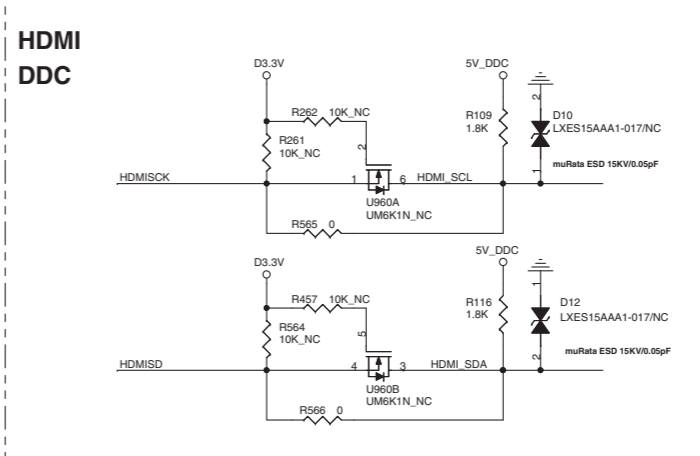 HDMI
DDC
D3.3V
5V_DDC
R262 10K_NC
R261
10K_NC
R109
1.8K
2
D10
LXES15AAA1-017/NC
2
muRata ESD 15KV/0.05pF
1
HDMISCK
1
6
HDMI_SCL
U960A
UM6K1N_NC
R565 0
D3.3V
5V_DDC
R457 10K_NC
R564
10K_NC
R116
1.8K
1
D12
LXES15AAA1-017/NC
5
muRata ESD 15KV/0.05pF
2
HDMISD
4
3
HDMI_SDA
U960B
UM6K1N_NC
R566 0